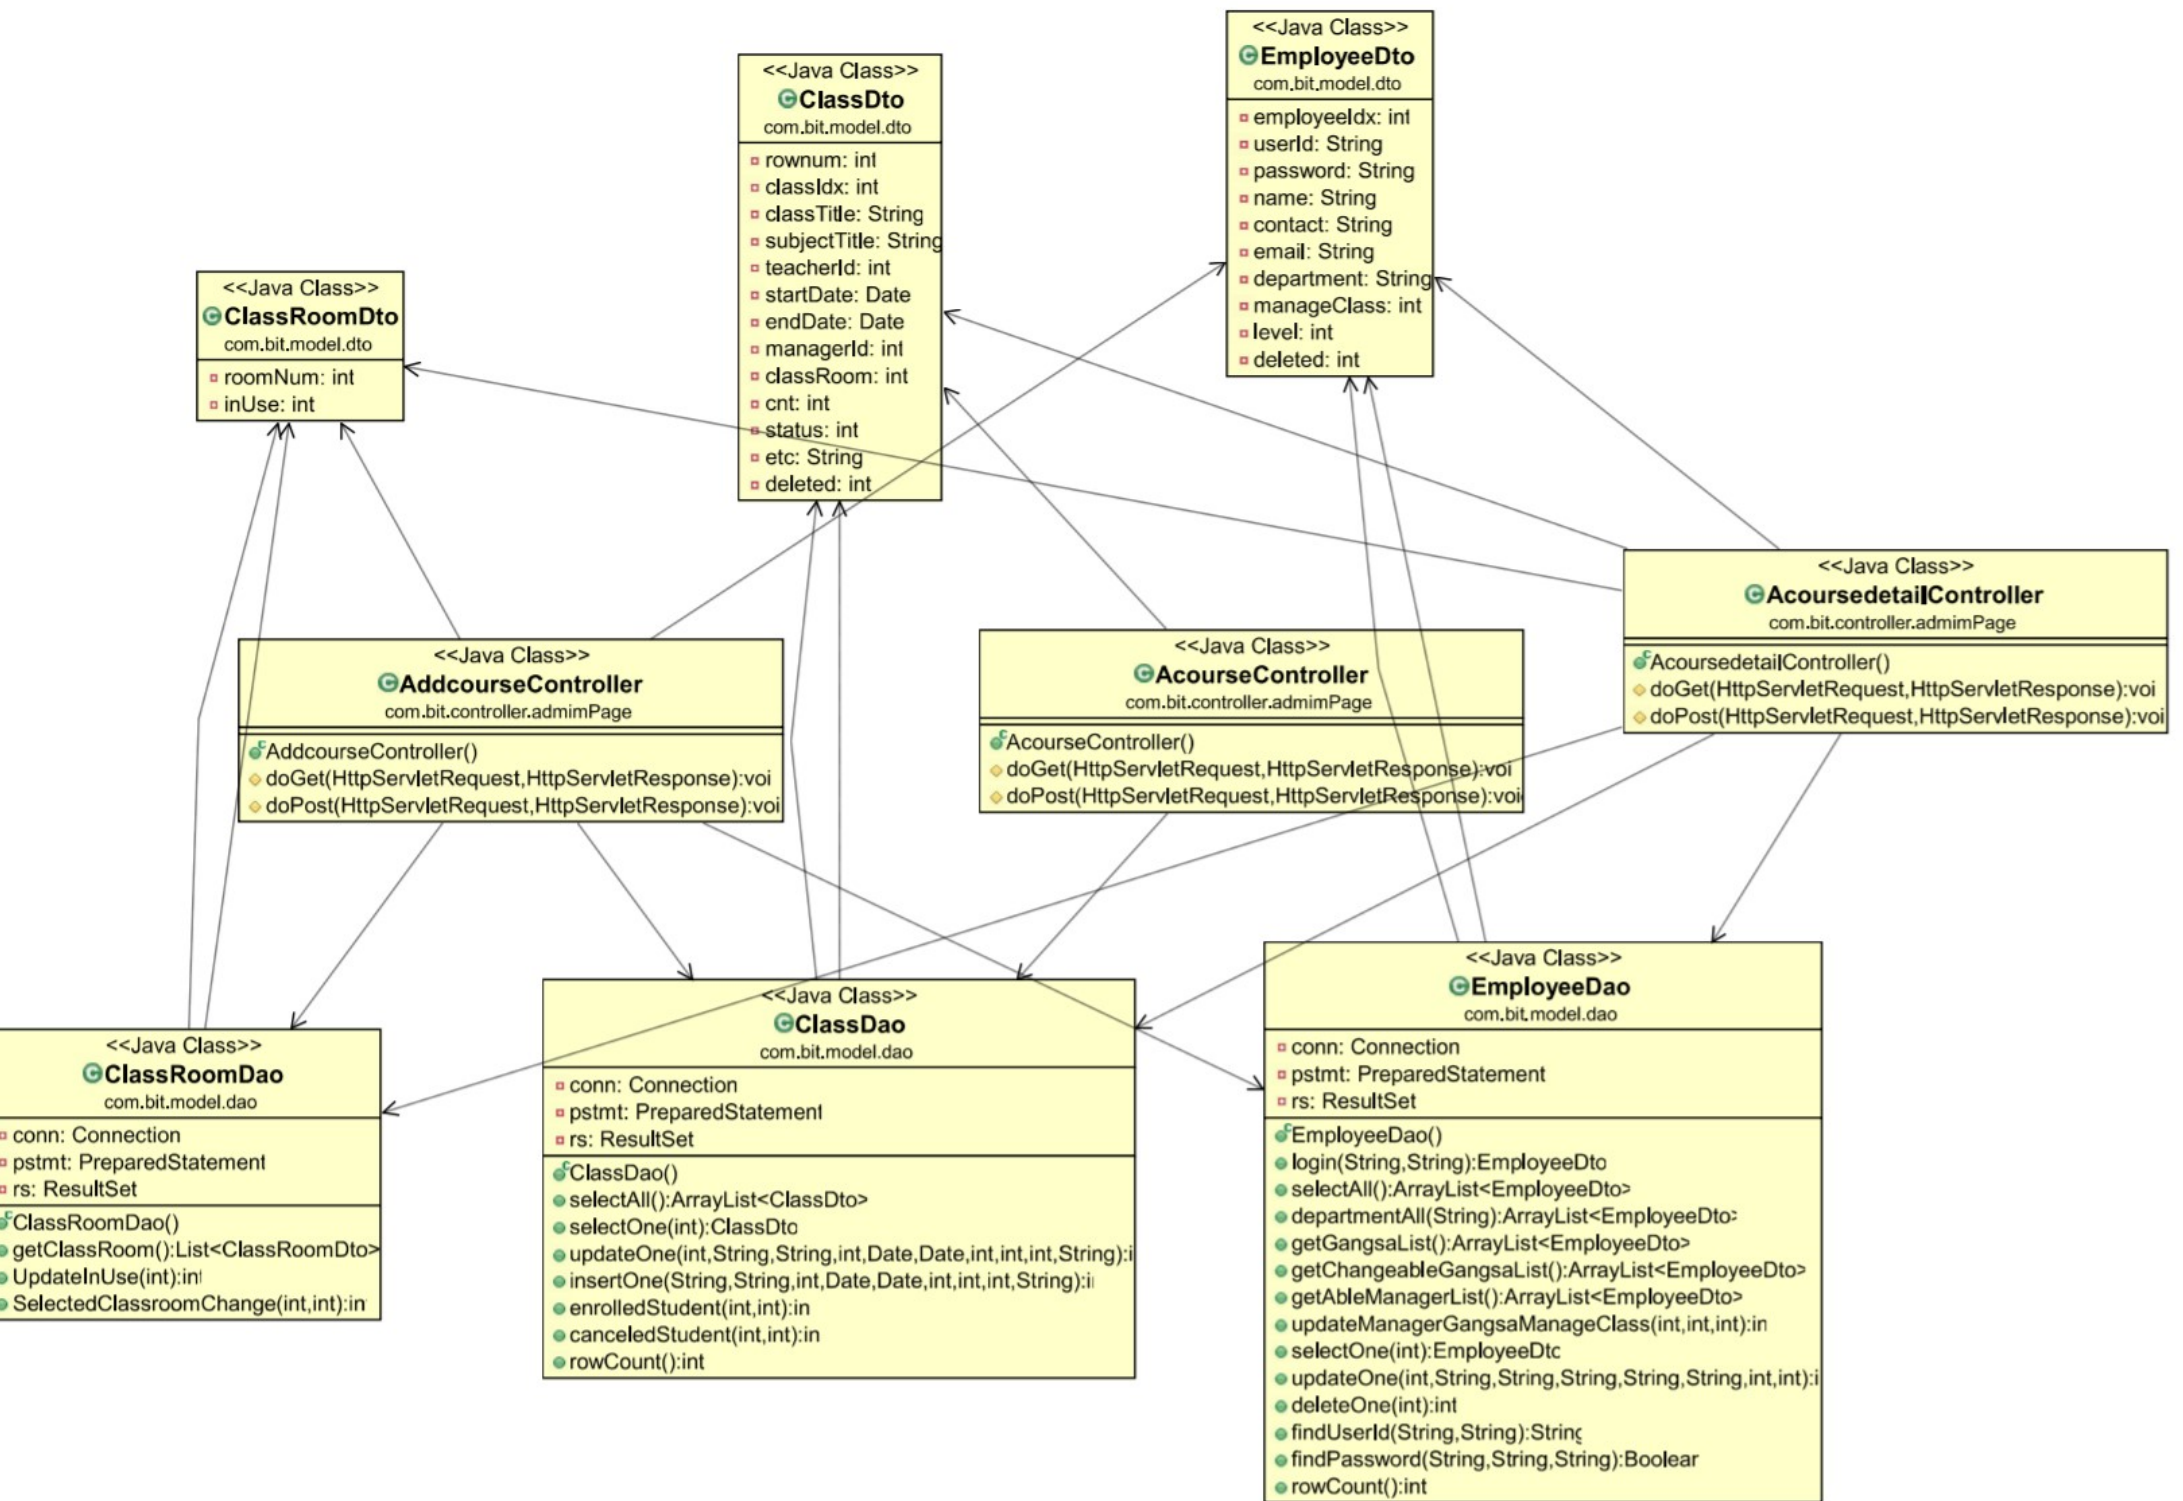 <<Java Class>>
EmployeeDto
com.bit.model.dto
employeeIdx: int
userId: String
password: String
name: String
contact: String
email: String
department: String
manageClass: int
level: int
deleted: int
<<Java Class>>
ClassDto
com.bit.model.dto
rownum: int
classIdx: int
classTitle: String
subjectTitle: String
teacherId: int
startDate: Date
endDate: Date
managerId: int
classRoom: int
cnt: int
status: int
etc: String
deleted: int
<<Java Class>>
ClassRoomDto
com.bit.model.dto
roomNum: int
inUse: int
<<Java Class>>
AcoursedetailController
com.bit.controller.admimPage
AcoursedetailController()
doGet(HttpServletRequest,HttpServletResponse):voi
doPost(HttpServletRequest,HttpServletResponse):voi
<<Java Class>>
AddcourseController
com.bit.controller.admimPage
AddcourseController()
doGet(HttpServletRequest,HttpServletResponse):voi
doPost(HttpServletRequest,HttpServletResponse):voi
<<Java Class>>
AcourseController
com.bit.controller.admimPage
AcourseController()
doGet(HttpServletRequest,HttpServletResponse):voi
doPost(HttpServletRequest,HttpServletResponse):voi
<<Java Class>>
ClassRoomDao
com.bit.model.dao
conn: Connection
pstmt: PreparedStatement
rs: ResultSet
ClassRoomDao()
getClassRoom():List<ClassRoomDto>
UpdateInUse(int):int
SelectedClassroomChange(int,int):in
<<Java Class>>
ClassDao
com.bit.model.dao
conn: Connection
pstmt: PreparedStatement
rs: ResultSet
ClassDao()
selectAll():ArrayList<ClassDto>
selectOne(int):ClassDto
updateOne(int,String,String,int,Date,Date,int,int,int,String):i
insertOne(String,String,int,Date,Date,int,int,int,String):i
enrolledStudent(int,int):in
canceledStudent(int,int):in
rowCount():int
<<Java Class>>
EmployeeDao
com.bit.model.dao
conn: Connection
pstmt: PreparedStatement
rs: ResultSet
EmployeeDao()
login(String,String):EmployeeDto
selectAll():ArrayList<EmployeeDto>
departmentAll(String):ArrayList<EmployeeDto>
getGangsaList():ArrayList<EmployeeDto>
getChangeableGangsaList():ArrayList<EmployeeDto>
getAbleManagerList():ArrayList<EmployeeDto>
updateManagerGangsaManageClass(int,int,int):in
selectOne(int):EmployeeDto
updateOne(int,String,String,String,String,String,int,int):i
deleteOne(int):int
findUserId(String,String):String
findPassword(String,String,String):Boolear
rowCount():int